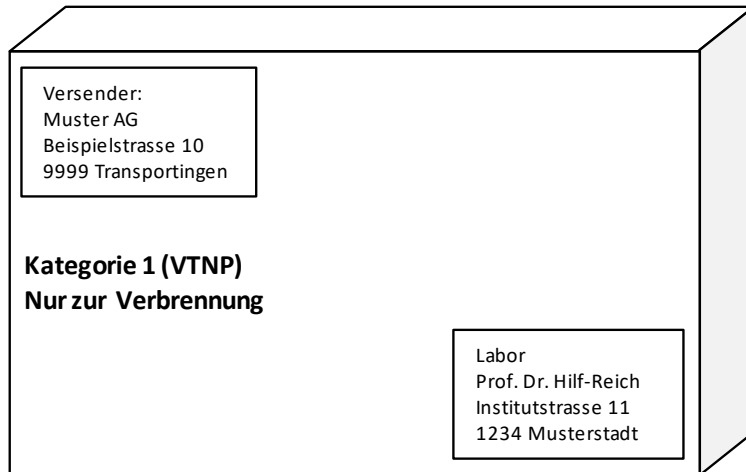 Versender:
Muster AG
Beispielstrasse 10
9999 Transportingen
Kategorie 1 (VTNP)
Nur zur Verbrennung
Labor
Prof. Dr. Hilf-Reich
Institutstrasse 11
1234 Musterstadt